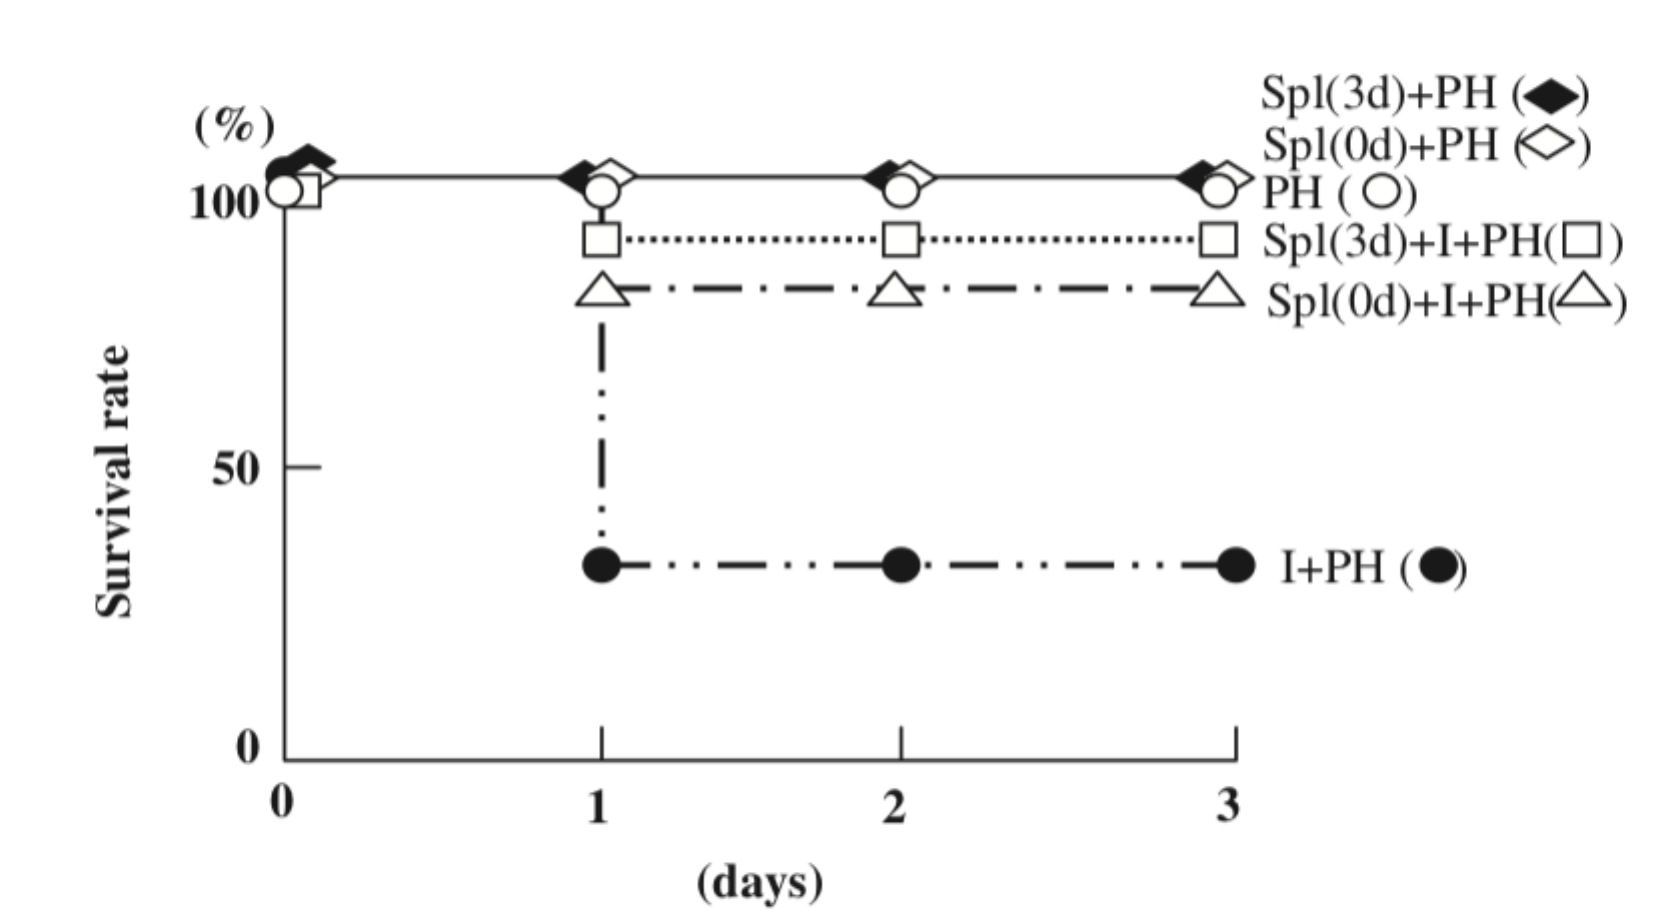 (%)
100
50
0
Survival rate
0 1 2 3
(days)
Spl(3d)+PH (◆)
Spl(0d)+PH (◇)
PH ( ○ )
Spl(3d)+I+PH(□ )
Spl(0d)+I+PH(△ )
I+PH ( ●)